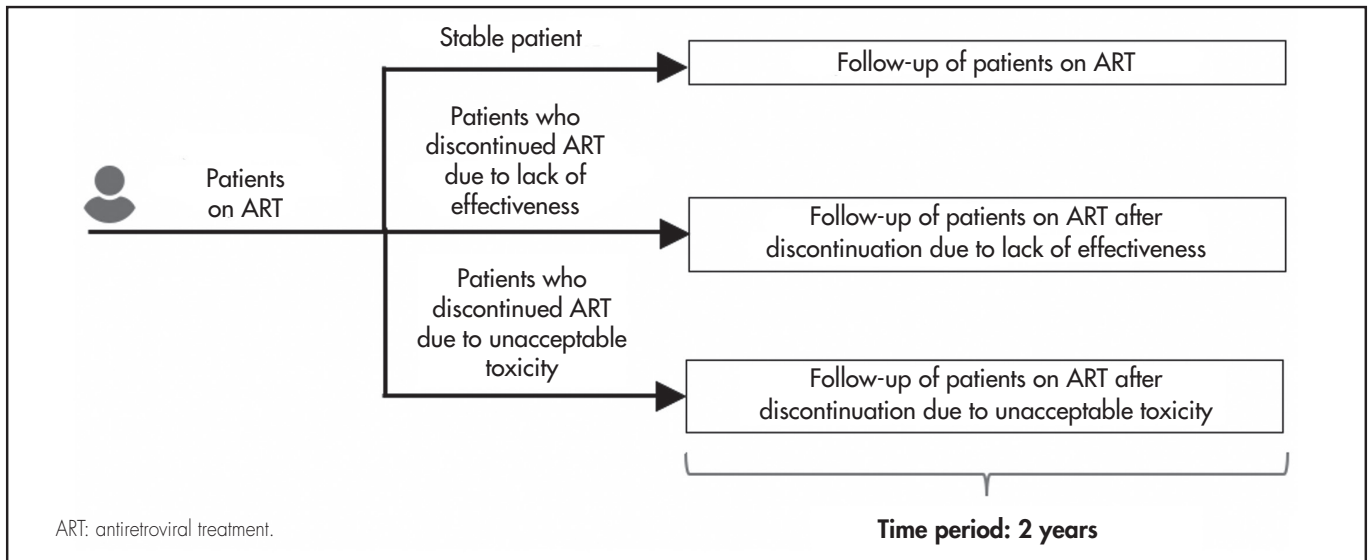 Stable patient
Follow-up of patients on ART
Patients who
discontinued ART
due to lack of
effectiveness
Patients
on ART
Follow-up of patients on ART after
discontinuation due to lack of effectiveness
Patients who
discontinued ART
due to unacceptable
toxicity
Follow-up of patients on ART after
discontinuation due to unacceptable toxicity
ART: antiretroviral treatment.
Time period: 2 years